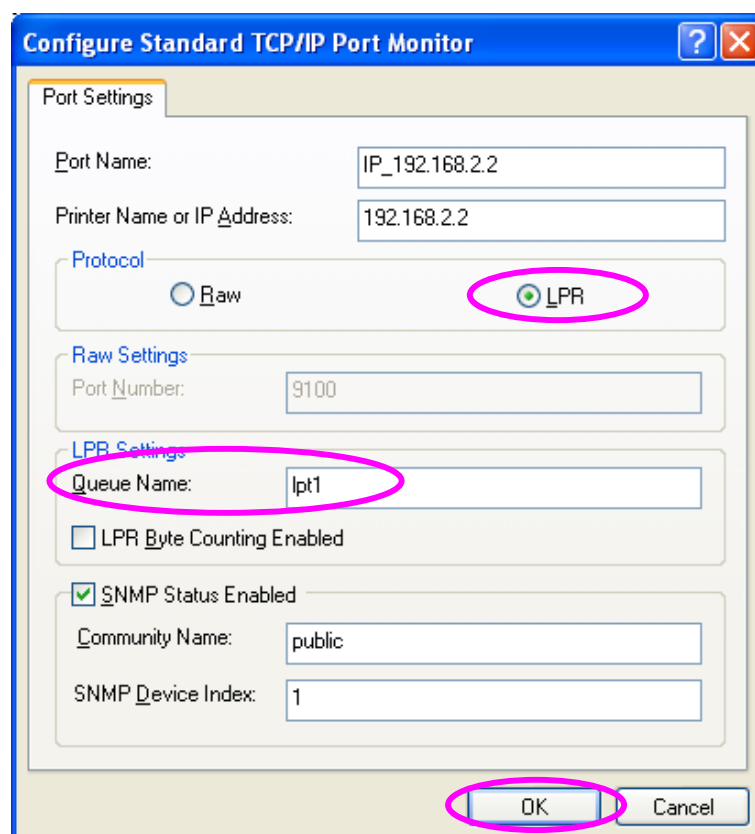 Configure Standard TCP/IP Port Monitor
Port Settings
Port Name: IP_192.168.2.2
Printer Name or IP Address: 192.168.2.2
Protocol
Raw LPR
Raw Settings
Port Number: 9100
LPR Settings
Queue Name: lpt1
LPR Byte Counting Enabled
SNMP Status Enabled
Community Name: public
SNMP Device Index: 1
OK Cancel